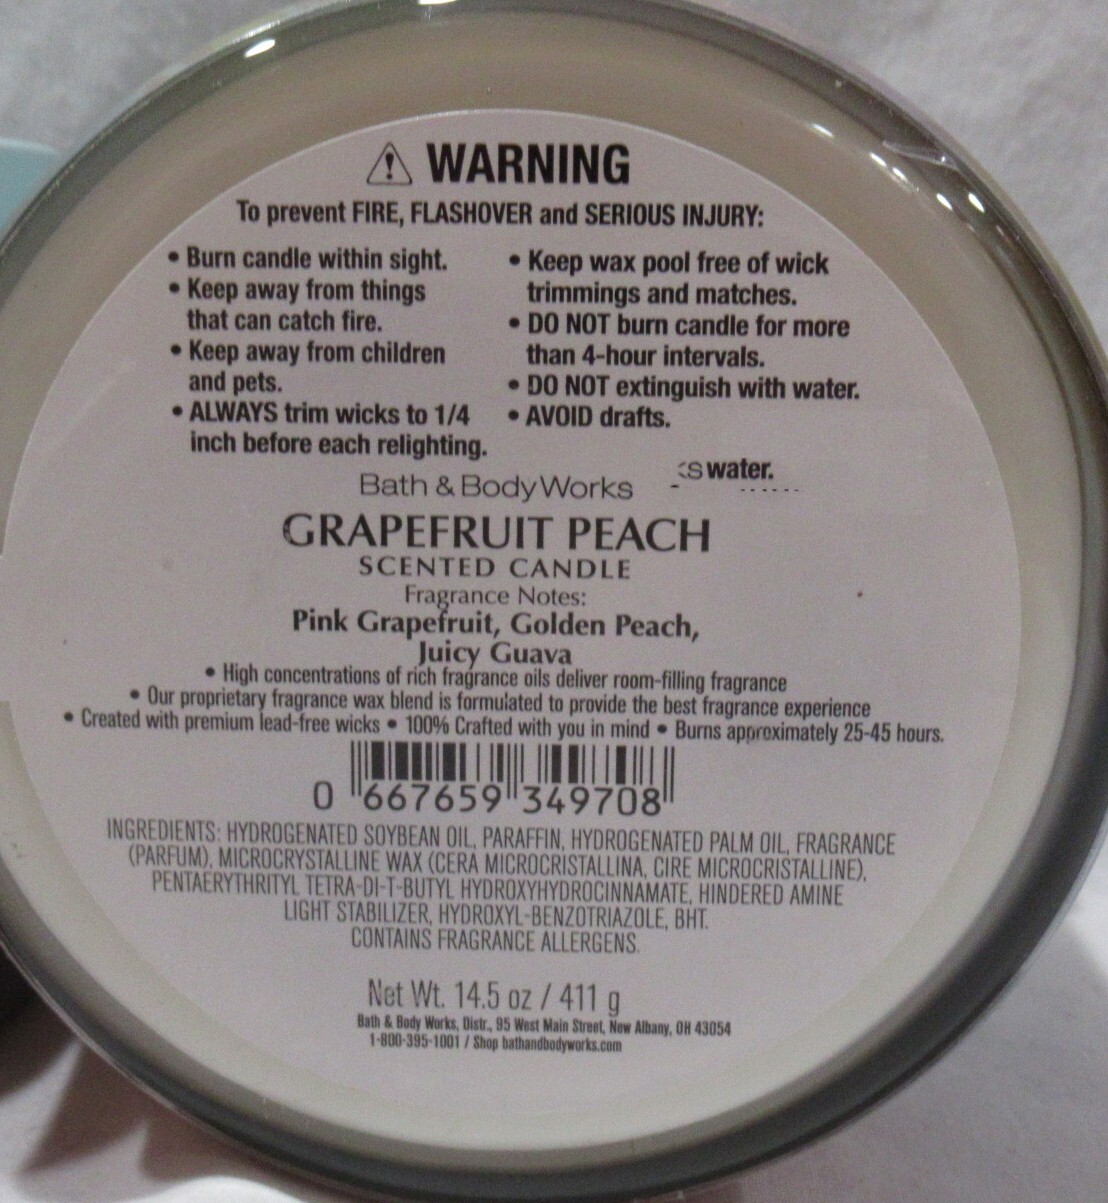 WARNING
To prevent FIRE, FLASHOVER and SERIOUS INJURY:
• Burn candle within sight.
• Keep away from things
that can catch fire.
• Keep away from children
and pets.
• ALWAYS trim wicks to 1/4
inch before each relighting.
• Keep wax pool free of wick
trimmings and matches.
• DO NOT burn candle for more
than 4-hour intervals.
• DO NOT extinguish with water.
• AVOID drafts.
water.
Bath & Body Works
GRAPEFRUIT PEACH
SCENTED CANDLE
Fragrance Notes:
Pink Grapefruit, Golden Peach,
Juicy Guava
• High concentrations of rich fragrance oils deliver room-filling fragrance
• Our proprietary fragrance wax blend is formulated to provide the best fragrance experience
• Created with premium lead-free wicks • 100% Crafted with you in mind • Burns approximately 25-45 hours.
0 667659 349708
INGREDIENTS: HYDROGENATED SOYBEAN OIL, PARAFFIN, HYDROGENATED PALM OIL, FRAGRANCE
(PARFUM), MICROCRYSTALLINE WAX (CERA MICROCRISTALLINA, CIRE MICROCRISTALLINE),
PENTAERYTHRITYL TETRA-DI-T-BUTYL HYDROXYHYDROCINNAMATE, HINDERED AMINE
LIGHT STABILIZER, HYDROXYL-BENZOTRIAZOLE, BHT.
CONTAINS FRAGRANCE ALLERGENS.
Net Wt. 14.5 oz / 411 g
Bath & Body Works, Distr., 95 West Main Street, New Albany, OH 43054
1-800-395-1001 / Shop bathandbodyworks.com